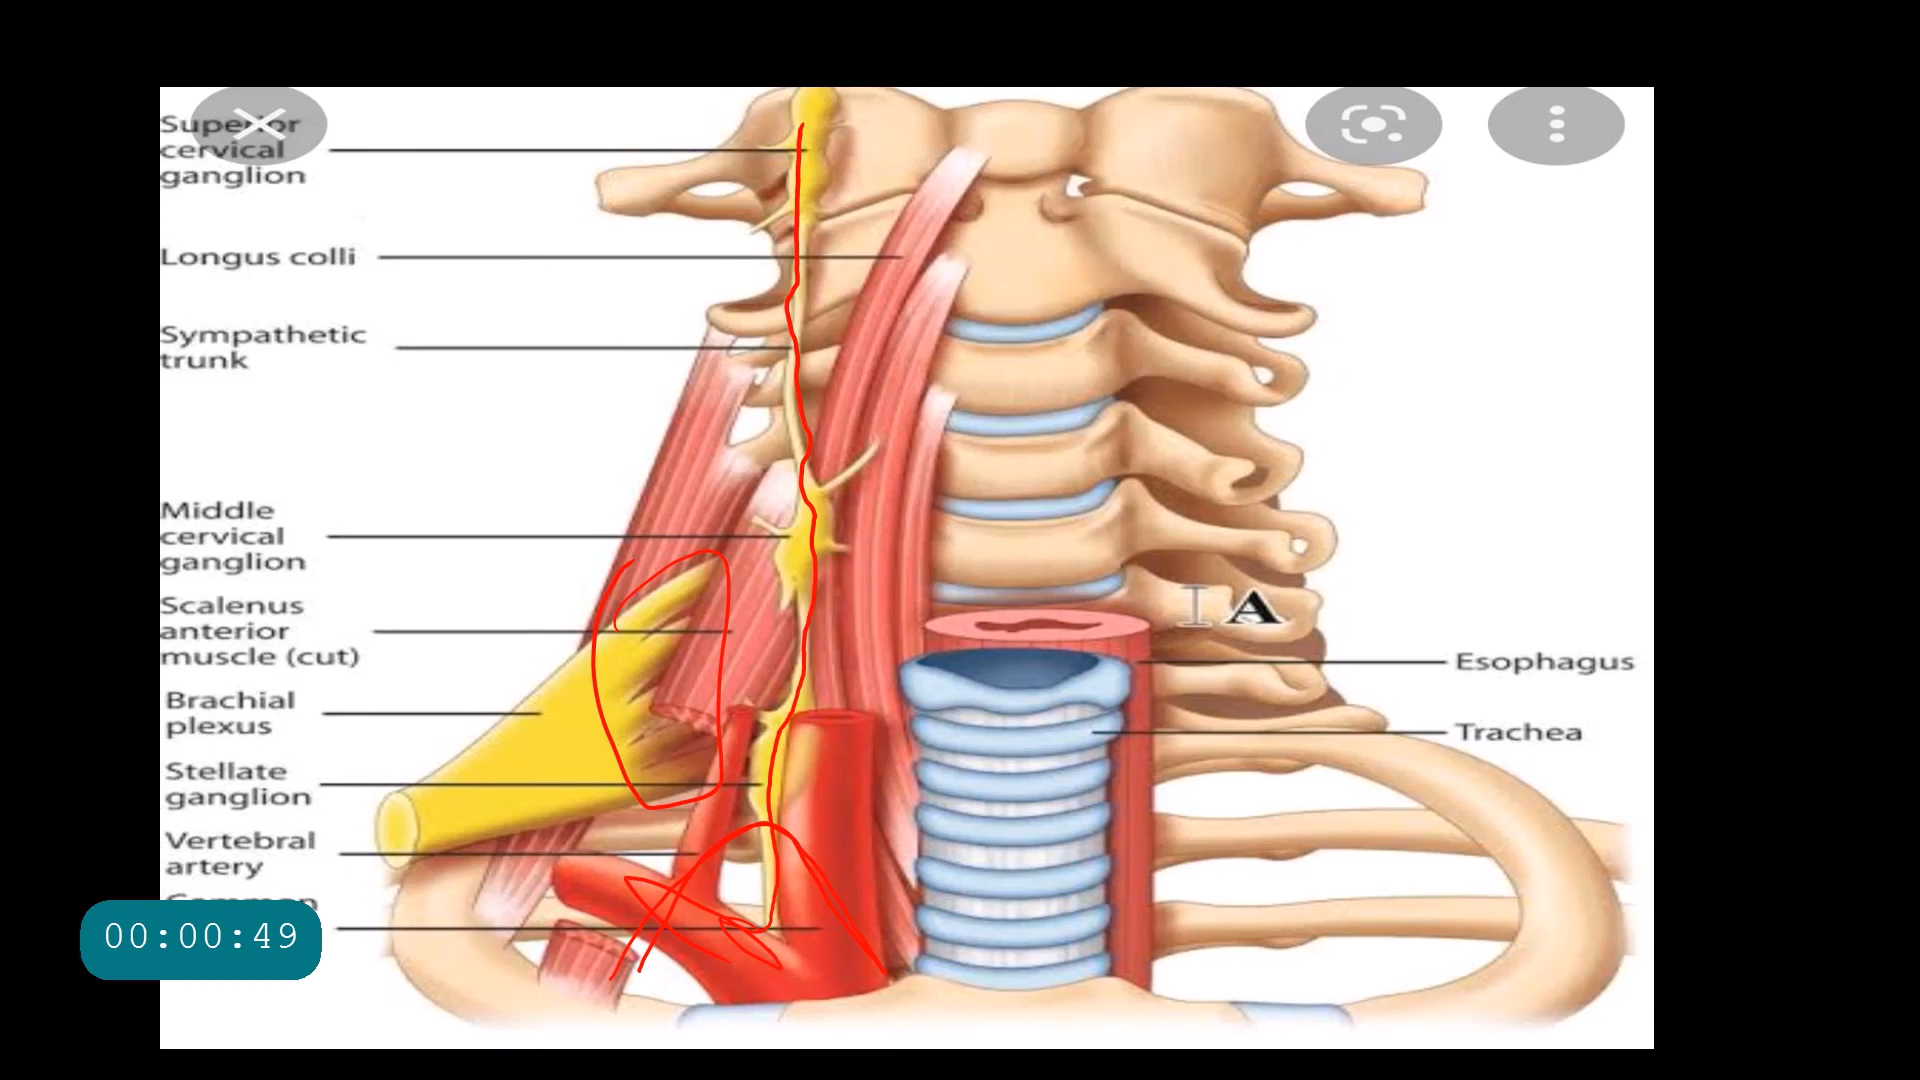 Superior
cervical
ganglion
Longus colli
Sympathetic
trunk
Middle
cervical
ganglion
Scalenus
anterior
muscle (cut)
Brachial
plexus
Stellate
ganglion
Vertebral
artery
Common
00:00:49
A
Esophagus
Trachea